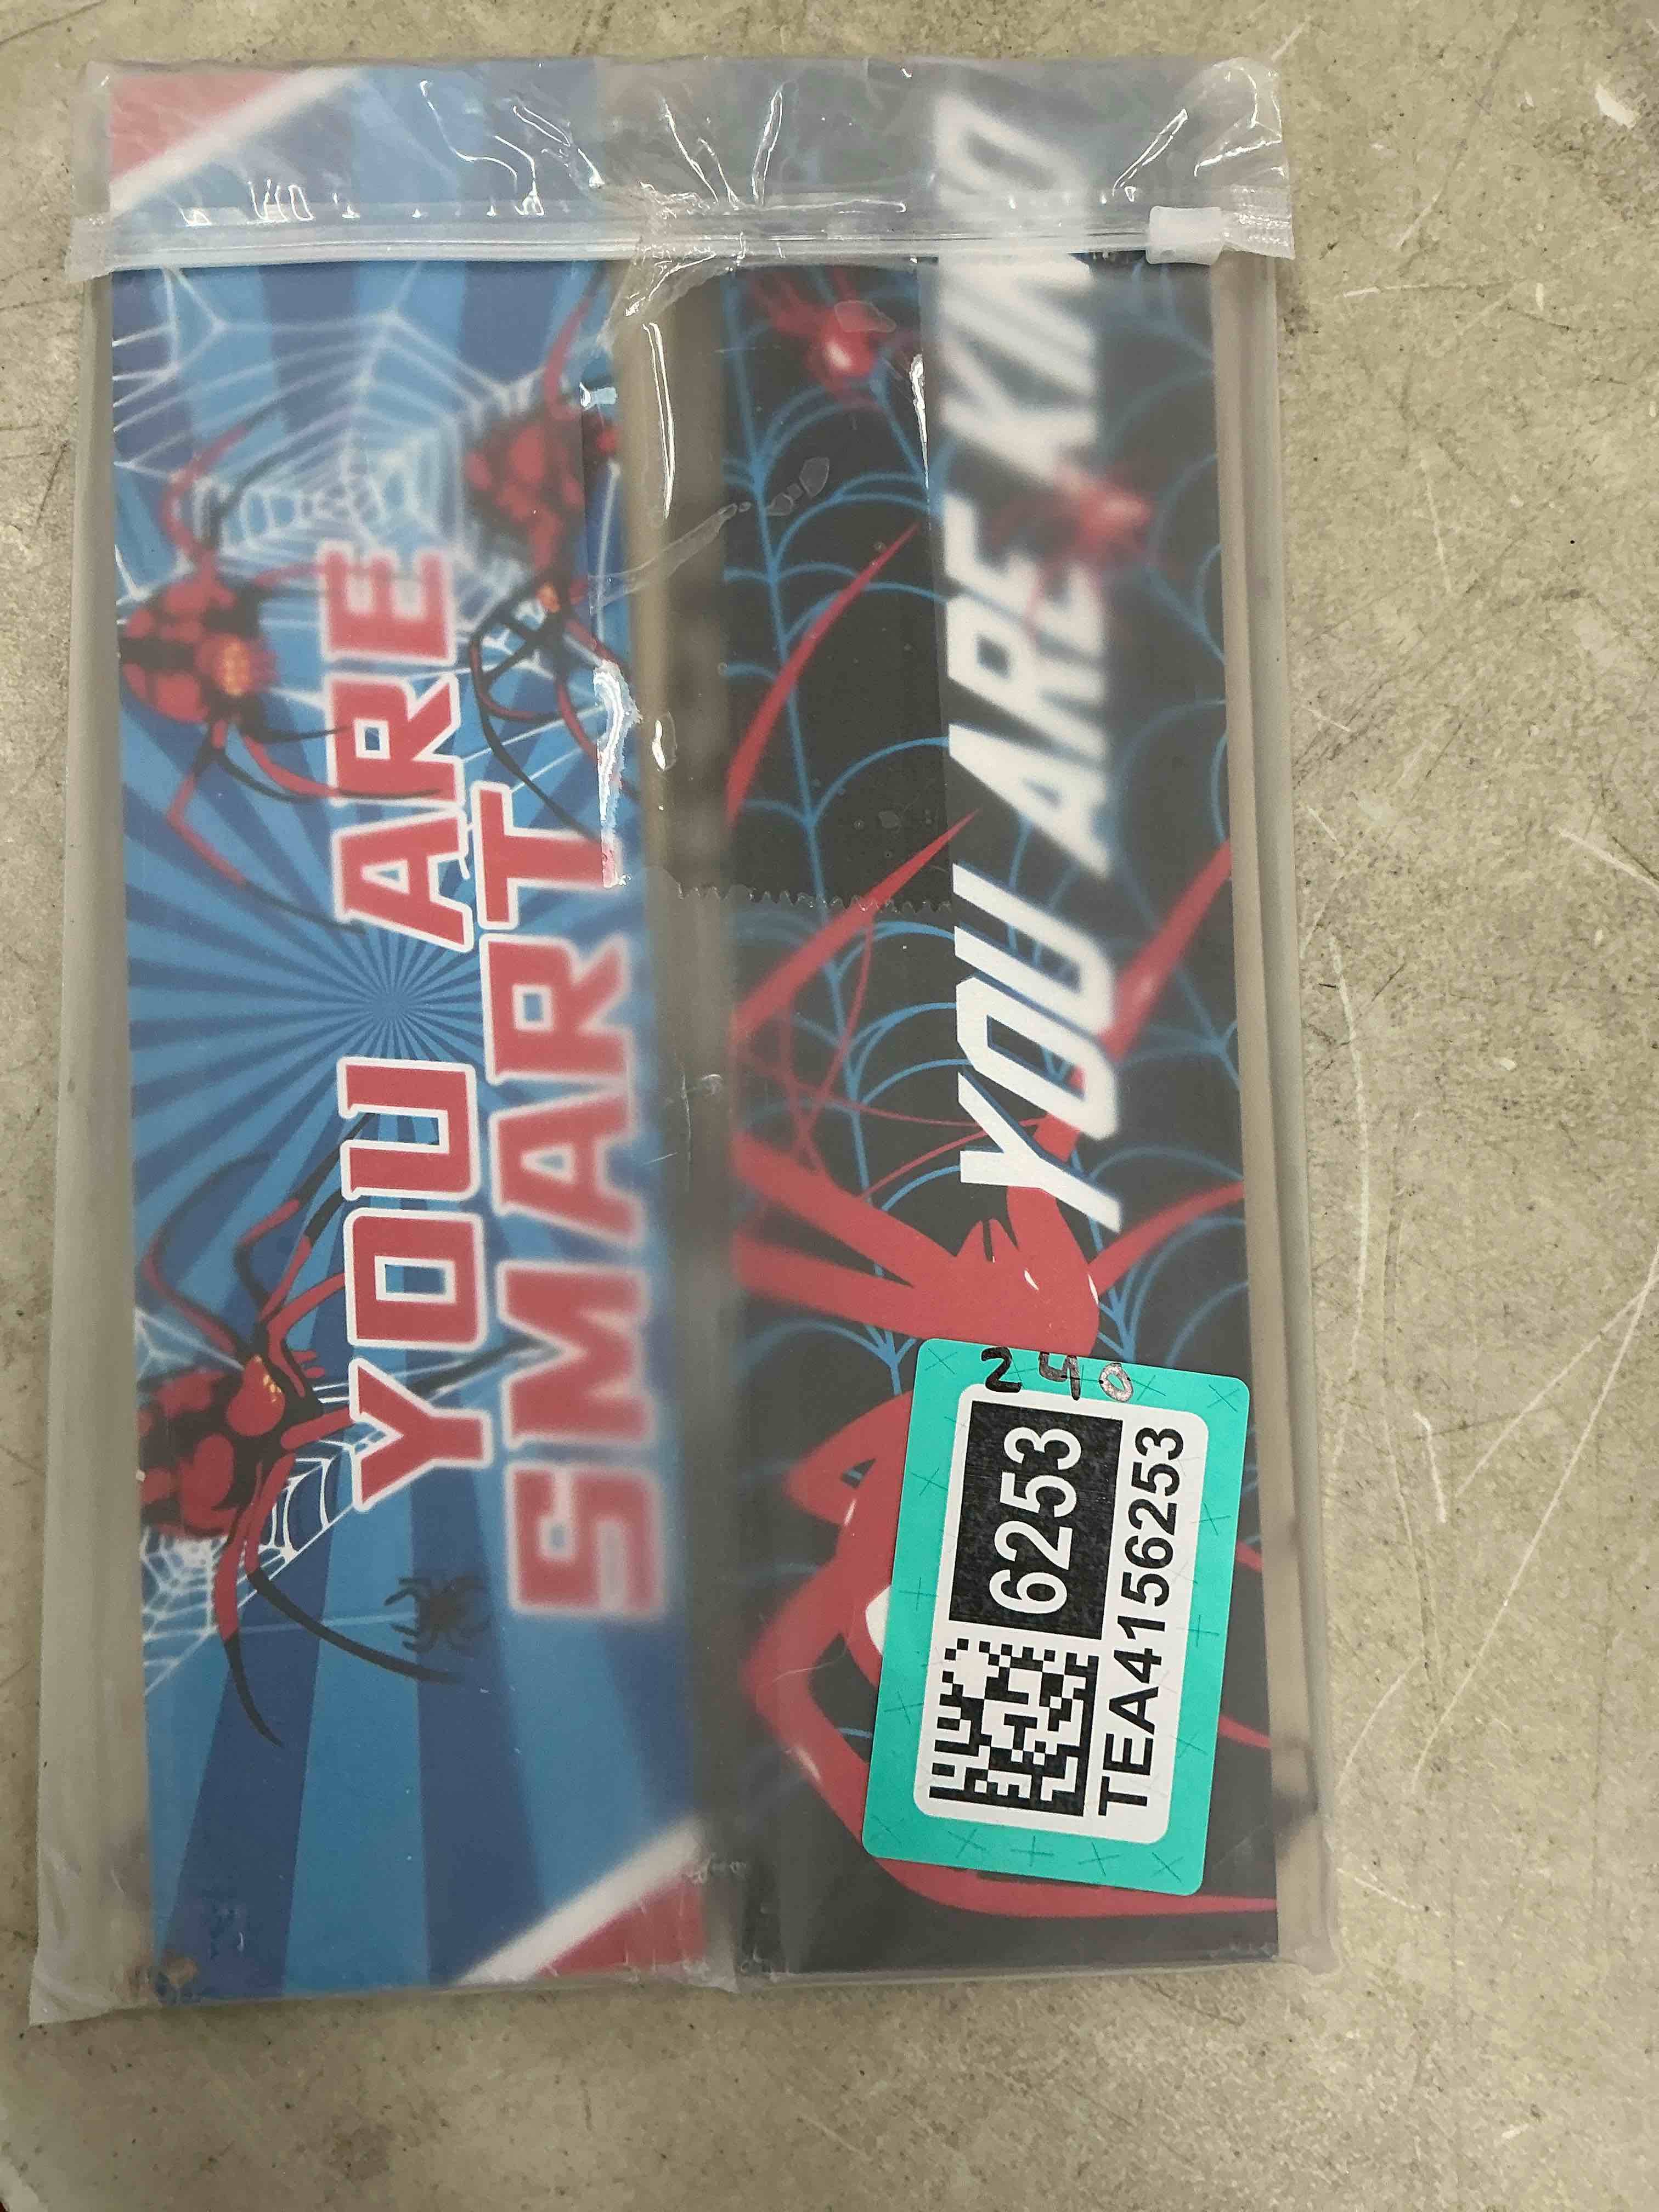 YOU ARE
SMART
YOU ARE KIND
240
6253
TEA4156253